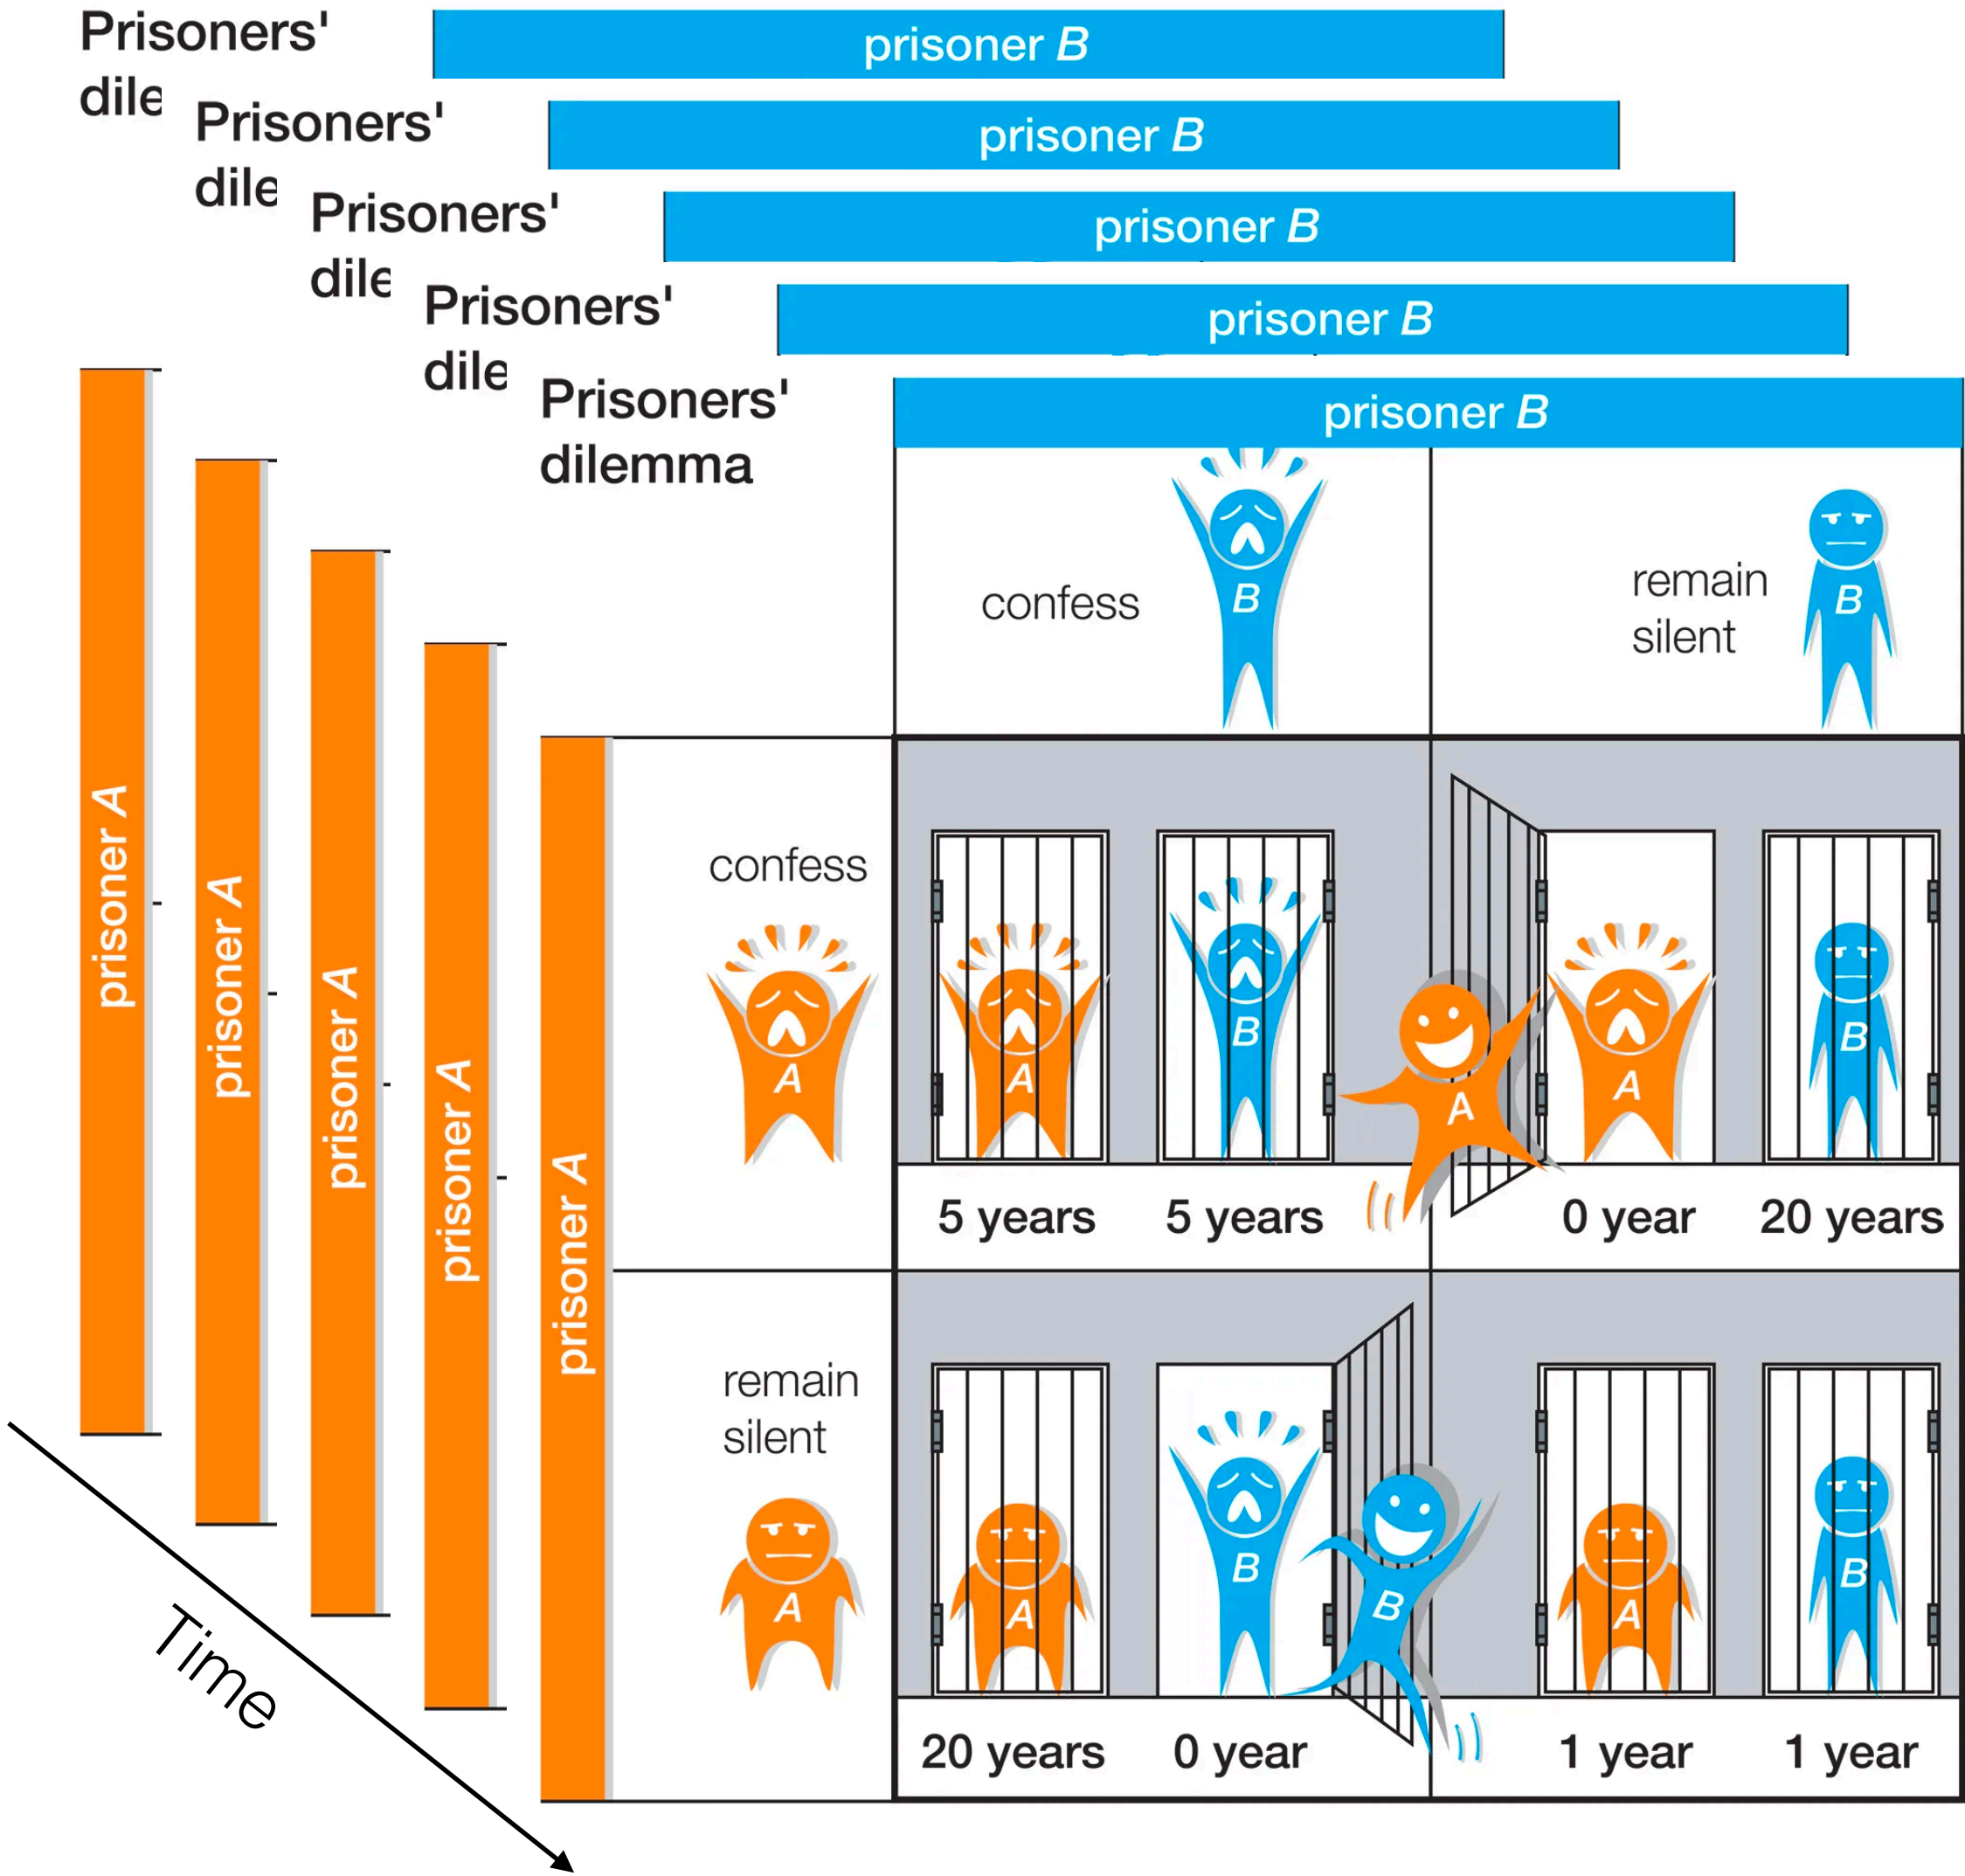 Prisoners'
dile
prisoner B
Prisoners'
dile
prisoner B
Prisoners'
dile
prisoner B
Prisoners'
dile
prisoner B
Prisoners'
dilemma
prisoner B
confess
remain
silent
prisoner A
prisoner A
prisoner A
prisoner A
prisoner A
B
B
confess
A
A
B
A
A
B
5 years
5 years
0 year
20 years
remain
silent
A
A
B
B
A
B
20 years
0 year
1 year
1 year
Time